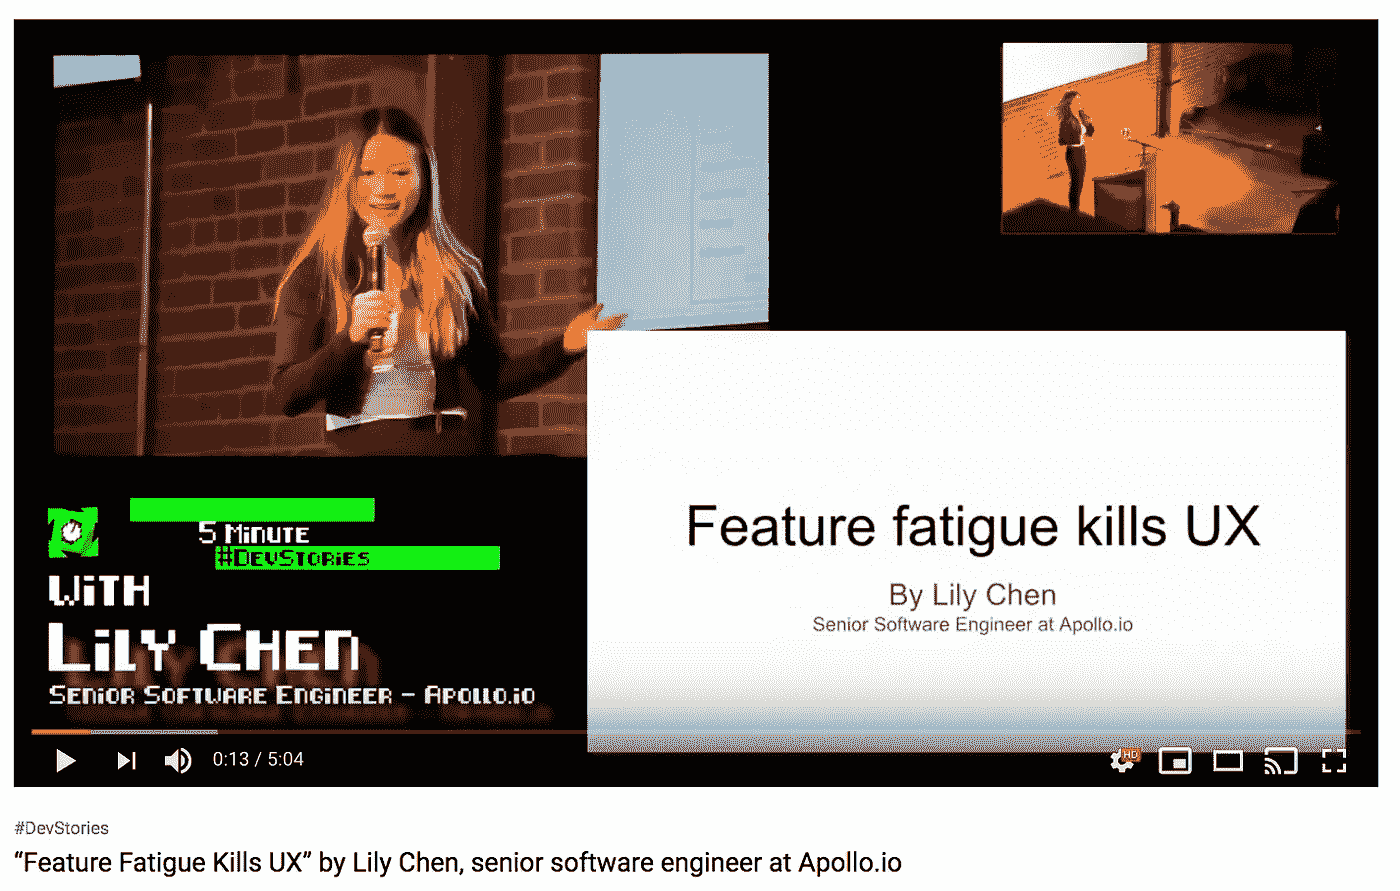 5 Minute
#DevStories
With
Lily Chen
Senior Software Engineer – Apollo.io
Feature fatigue kills UX
By Lily Chen
Senior Software Engineer at Apollo.io
0:13 / 5:04
HD
#DevStories
“Feature Fatigue Kills UX” by Lily Chen, senior software engineer at Apollo.io